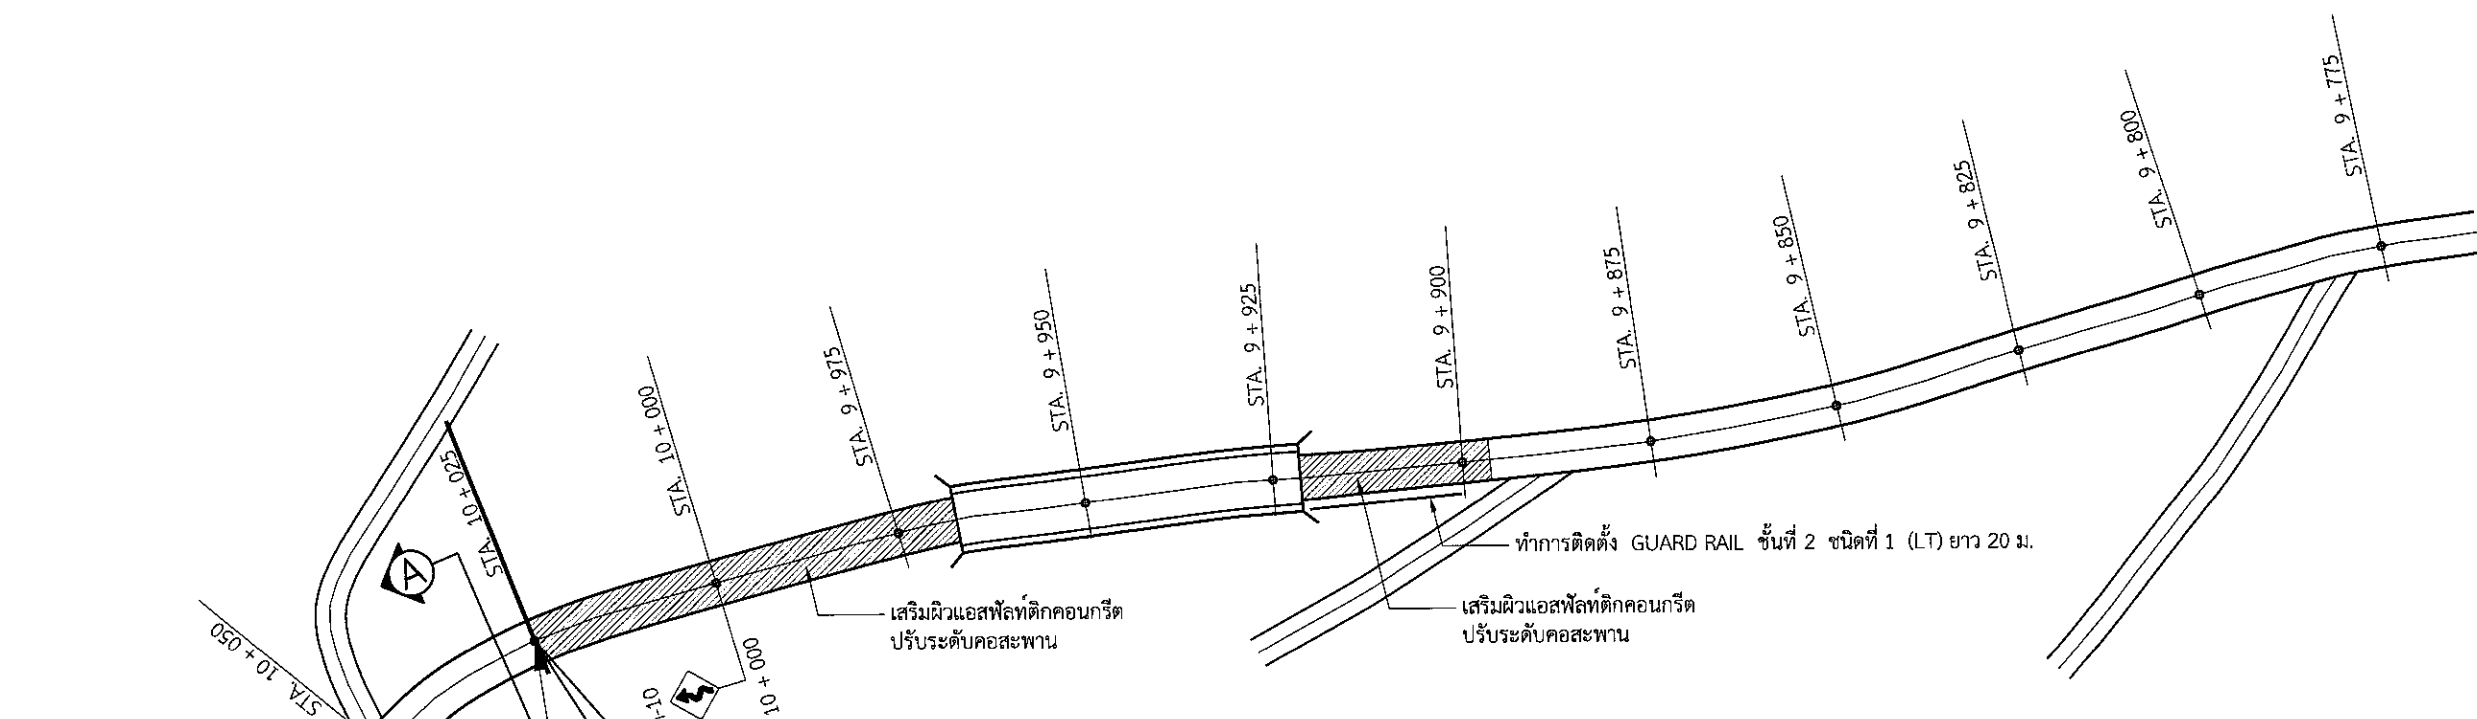 STA. 9 + 775
STA. 9 + 800
STA. 9 + 825
STA. 9 + 850
STA. 9 + 875
STA. 9 + 900
STA. 9 + 925
STA. 9 + 950
STA. 9 + 975
STA. 10 + 000
STA. 10 + 025
STA. 10 + 050
A
ทำการติดตั้ง GUARD RAIL ชั้นที่ 2 ชนิดที่ 1 (LT) ยาว 20 ม.
เสริมผิวแอสฟัลท์ติกคอนกรีต
ปรับระดับคอสะพาน
เสริมผิวแอสฟัลท์ติกคอนกรีต
ปรับระดับคอสะพาน
10 + 000
-10